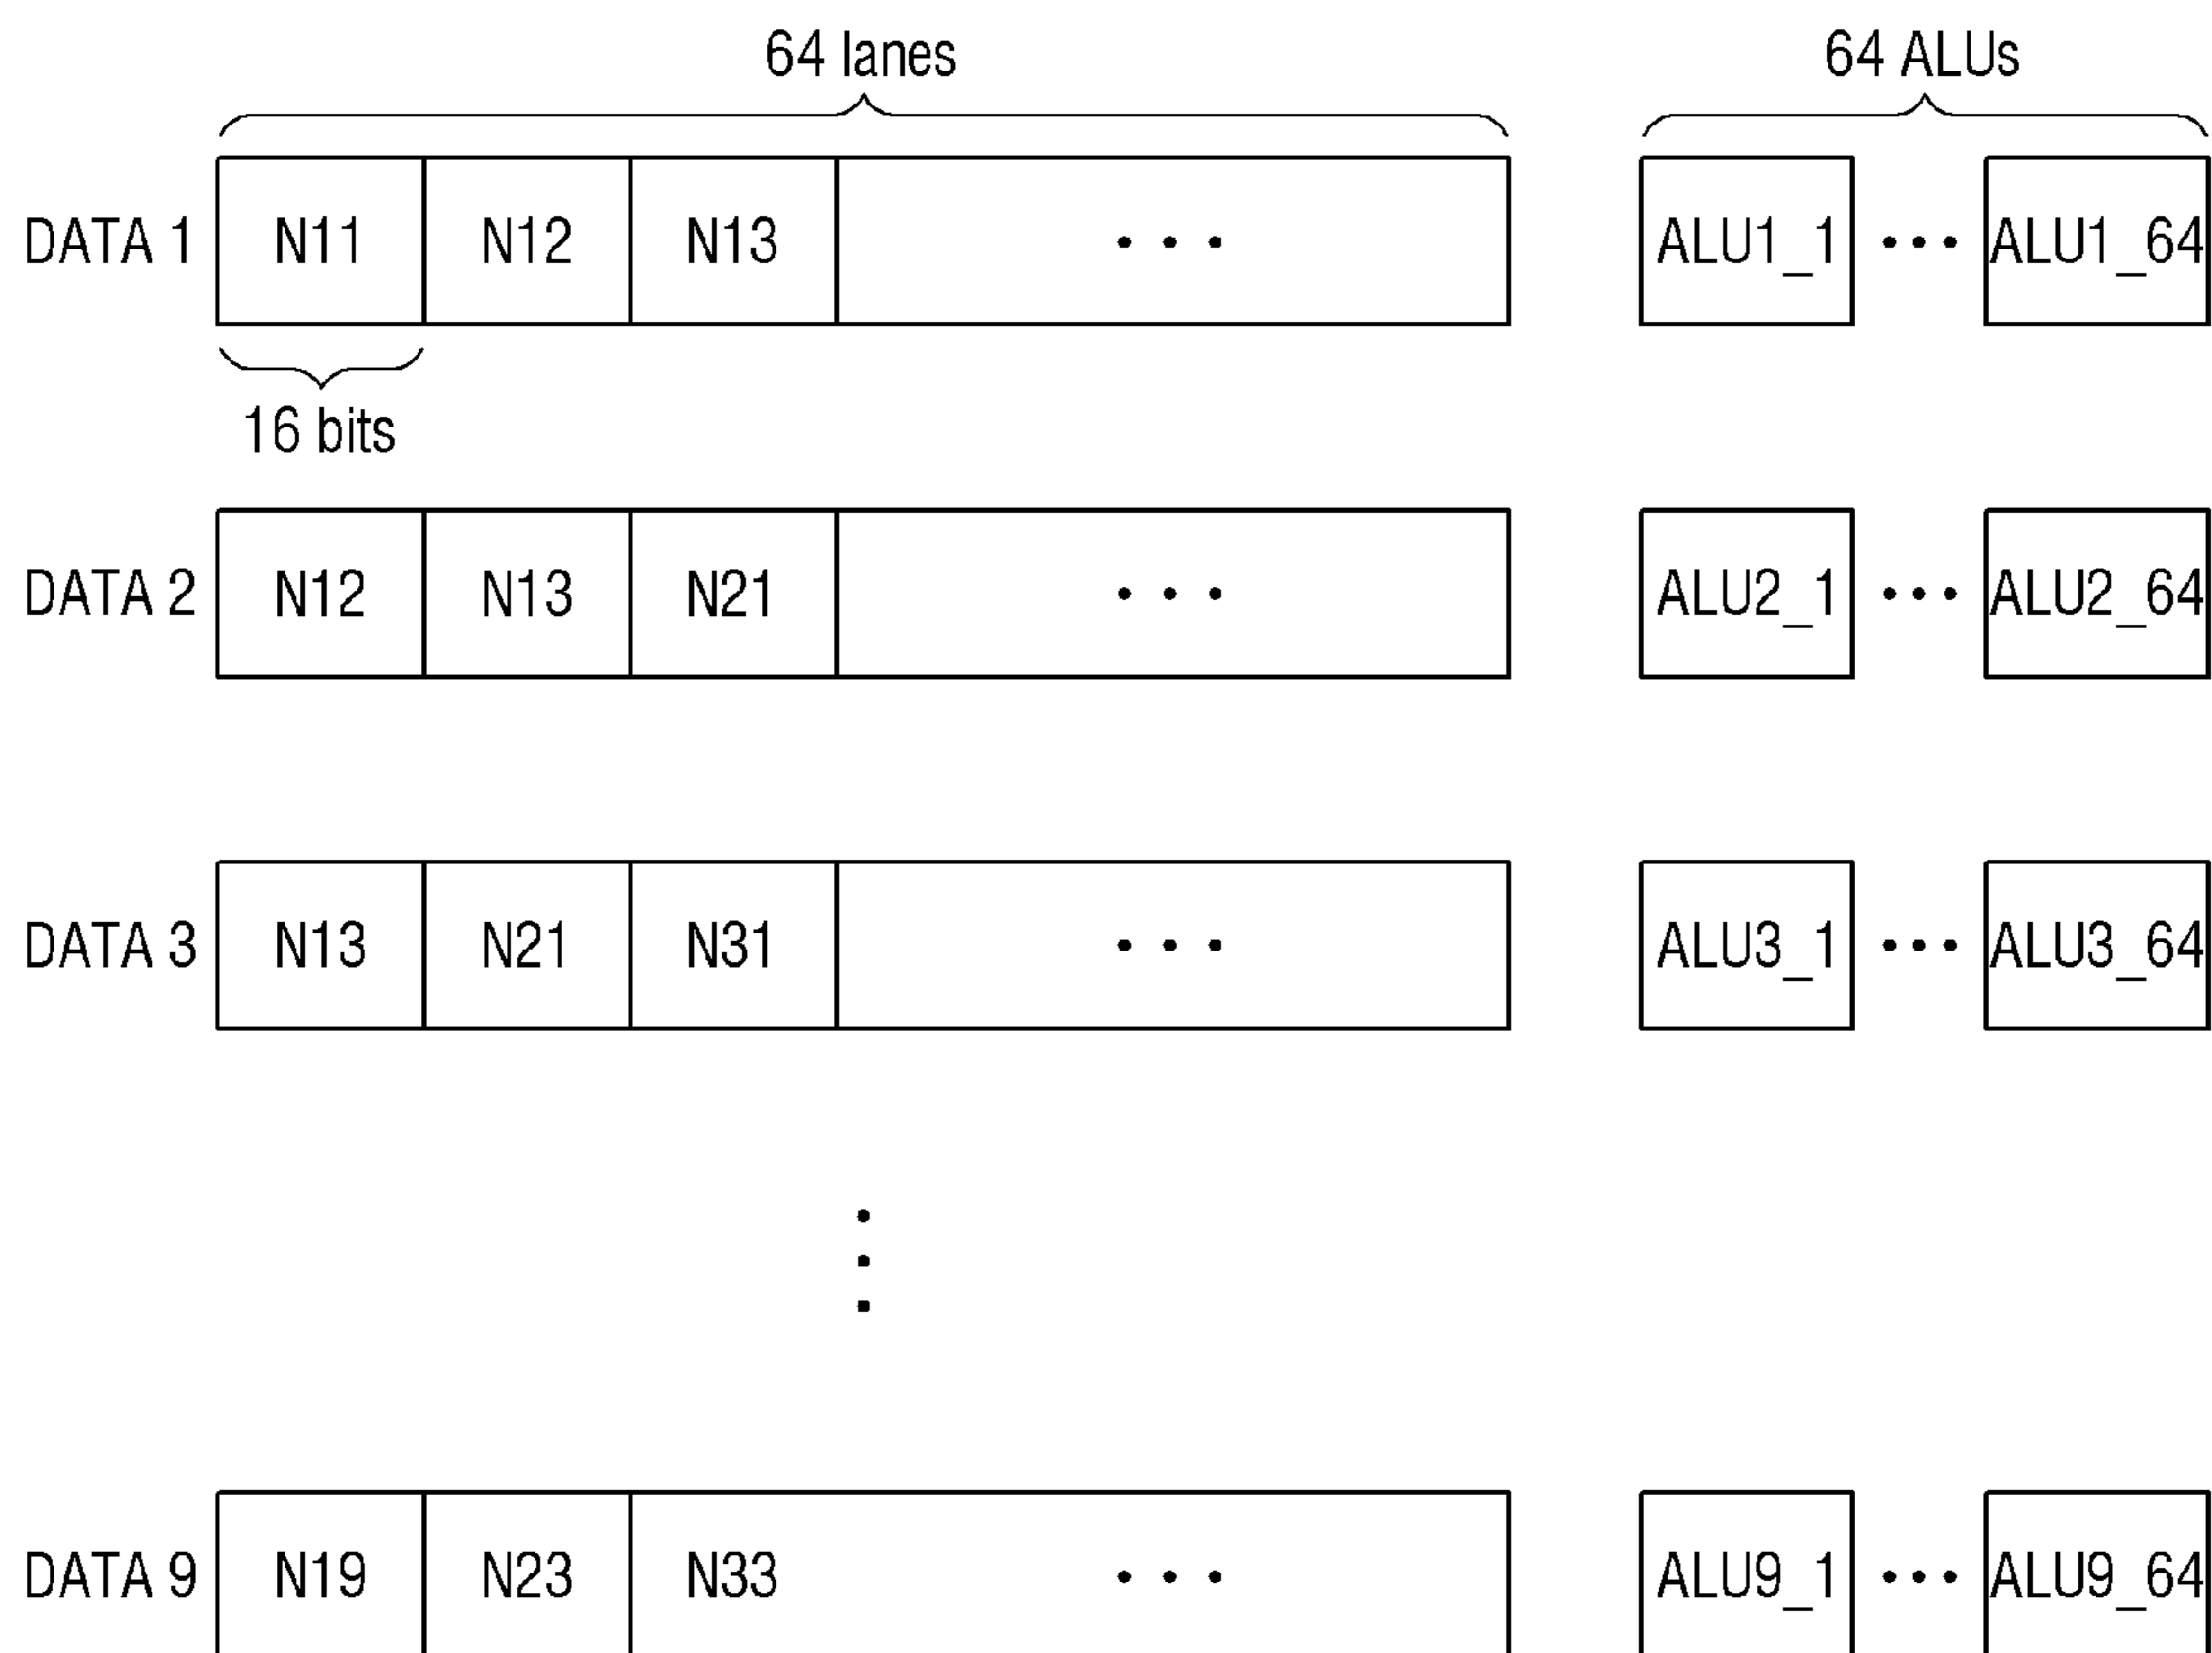 64 lanes 64 ALUs
DATA 1 N11 N12 N13 • • • ALU1_1 ••• ALU1_64
16 bits
DATA 2 N12 N13 N21 • • • ALU2_1 ••• ALU2_64
DATA 3 N13 N21 N31 • • • ALU3_1 ••• ALU3_64
DATA 9 N19 N23 N33 • • • ALU9_1 ••• ALU9_64